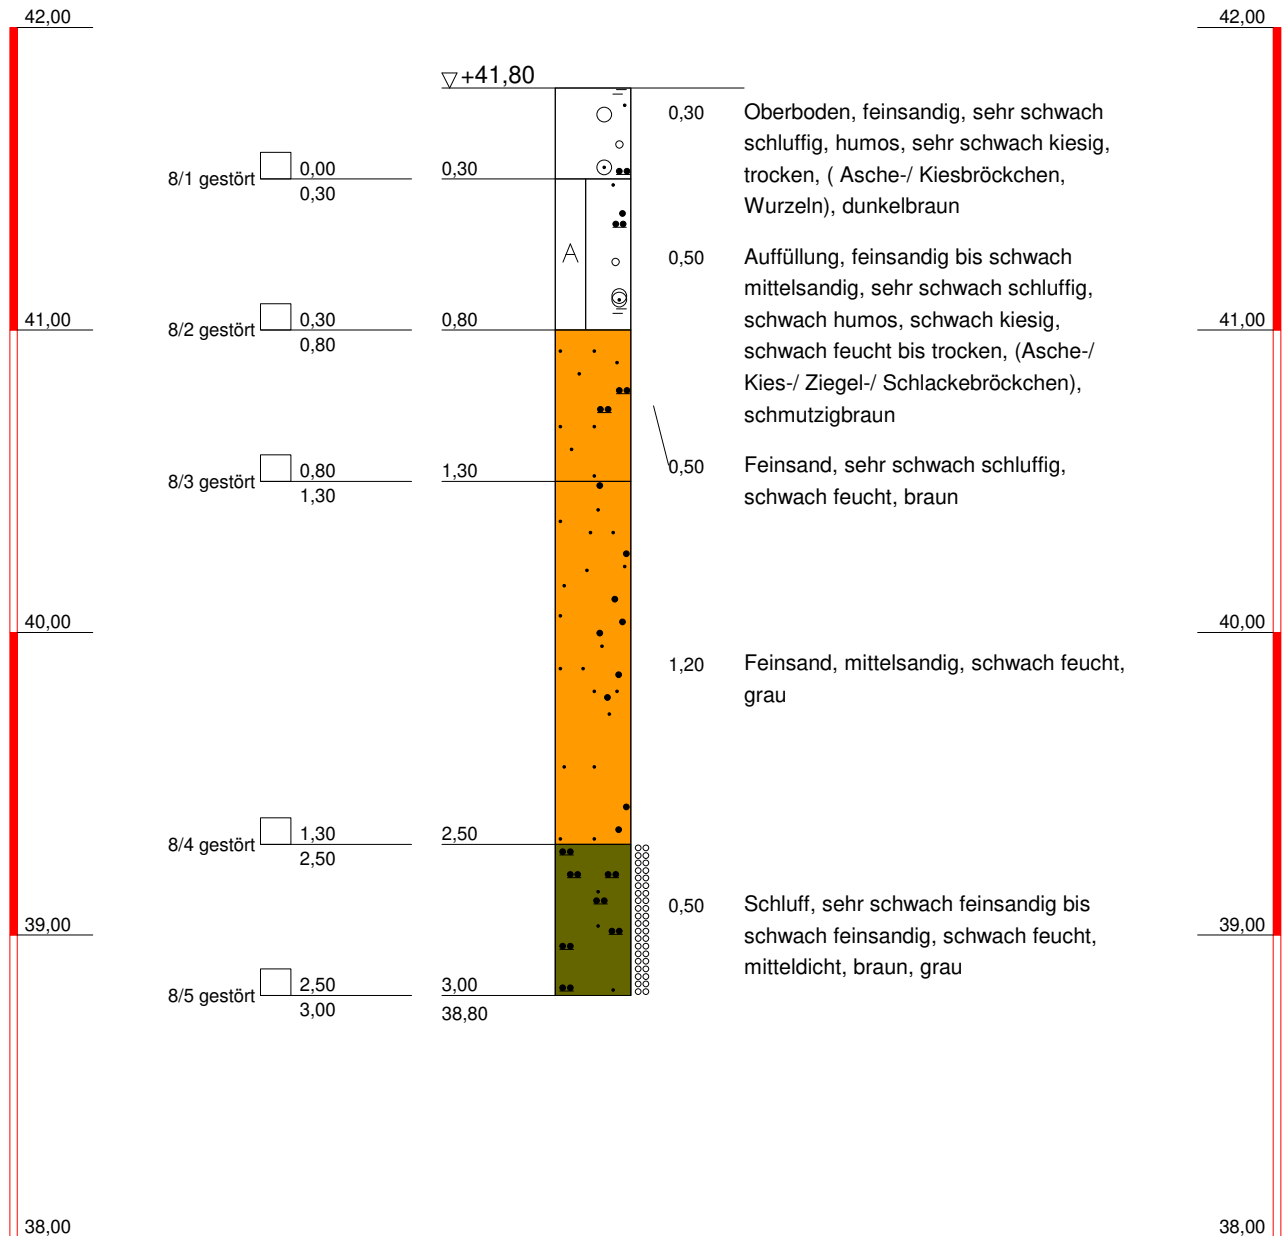 42,00
42,00
+41,80
0,30
Oberboden, feinsandig, sehr schwach
schluffig, humos, sehr schwach kiesig,
trocken, ( Asche-/ Kiesbröckchen,
Wurzeln), dunkelbraun
8/1 gestört
0,00
0,30
0,30
A
0,50
Auffüllung, feinsandig bis schwach
mittelsandig, sehr schwach schluffig,
schwach humos, schwach kiesig,
schwach feucht bis trocken, (Asche-/
Kies-/ Ziegel-/ Schlackebröckchen),
schmutzigbraun
41,00
8/2 gestört
0,30
0,80
0,80
41,00
0,50
Feinsand, sehr schwach schluffig,
schwach feucht, braun
8/3 gestört
0,80
1,30
1,30
40,00
40,00
1,20
Feinsand, mittelsandig, schwach feucht,
grau
8/4 gestört
1,30
2,50
2,50
0,50
Schluff, sehr schwach feinsandig bis
schwach feinsandig, schwach feucht,
mitteldicht, braun, grau
39,00
39,00
8/5 gestört
2,50
3,00
3,00
38,80
38,00
38,00